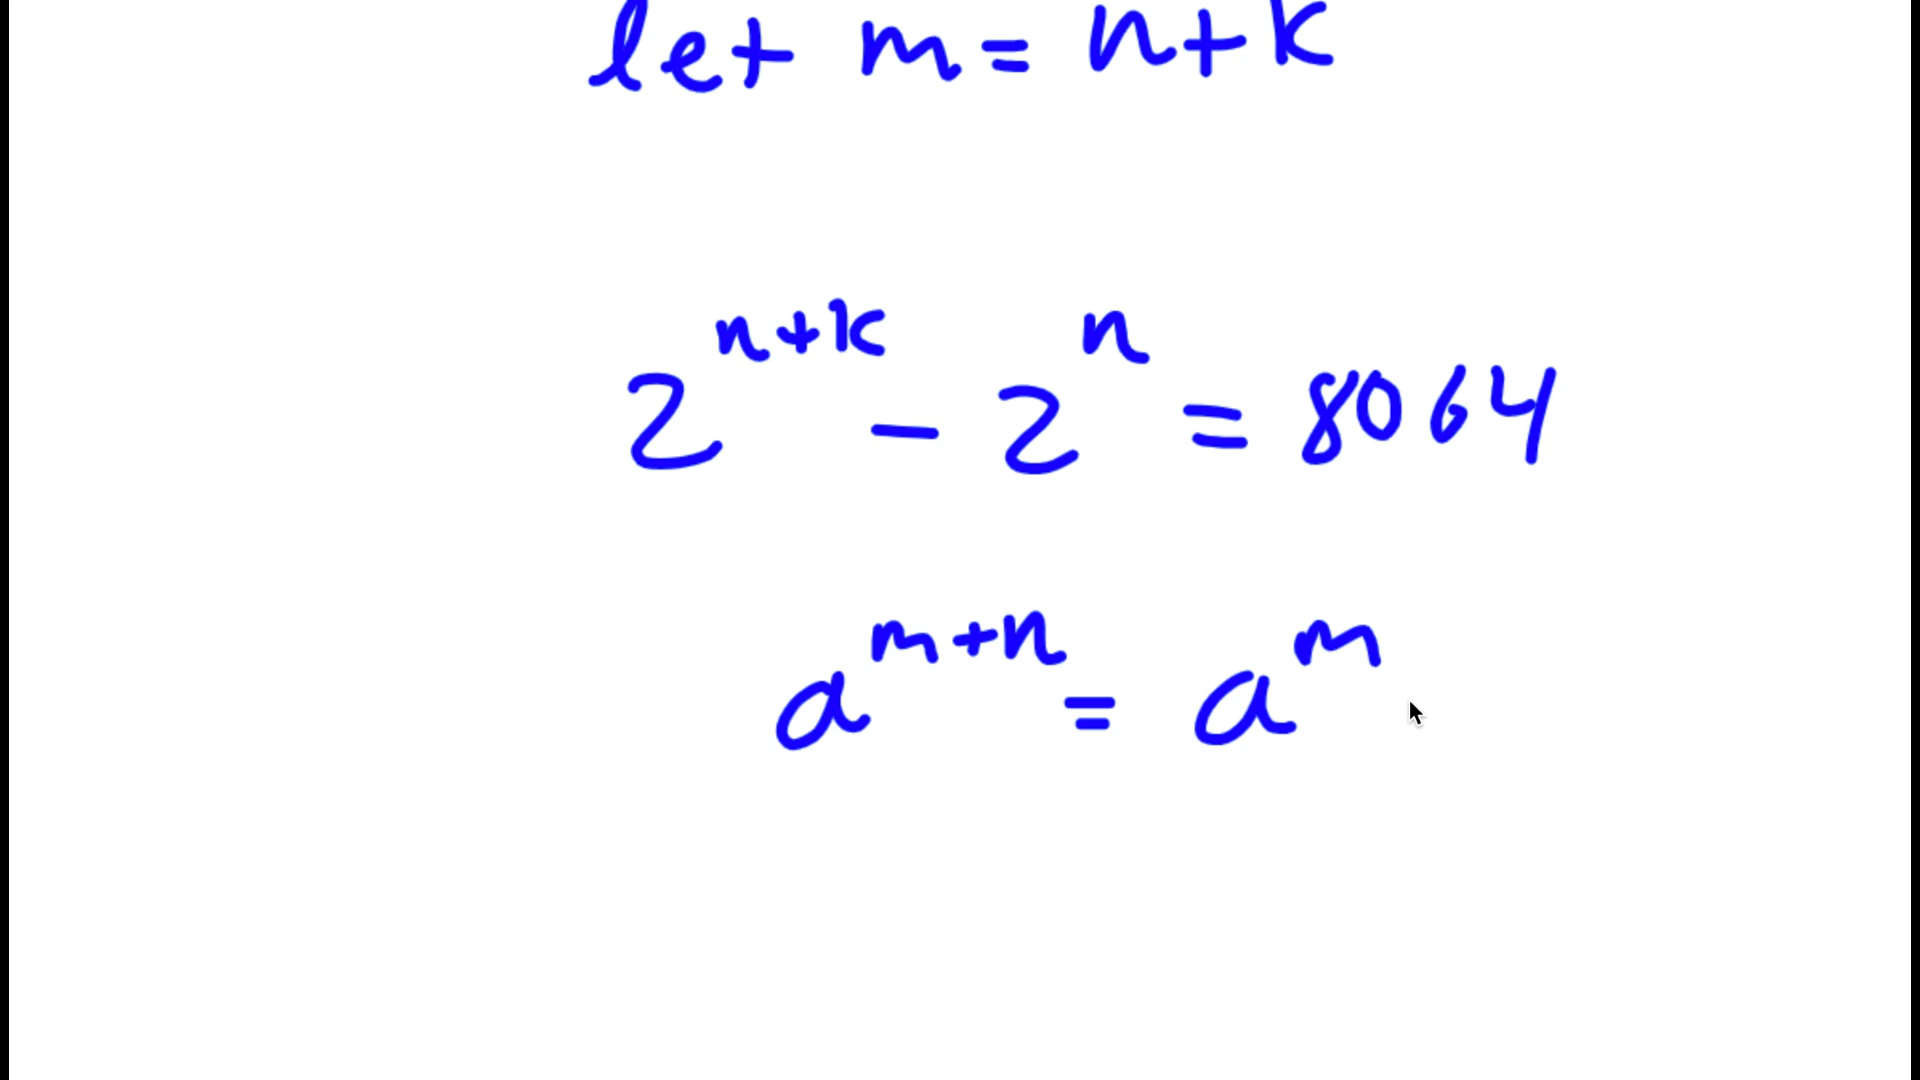 let m = n+k
2^{n+k} - 2^n = 8064
a^{m+n} = a^m